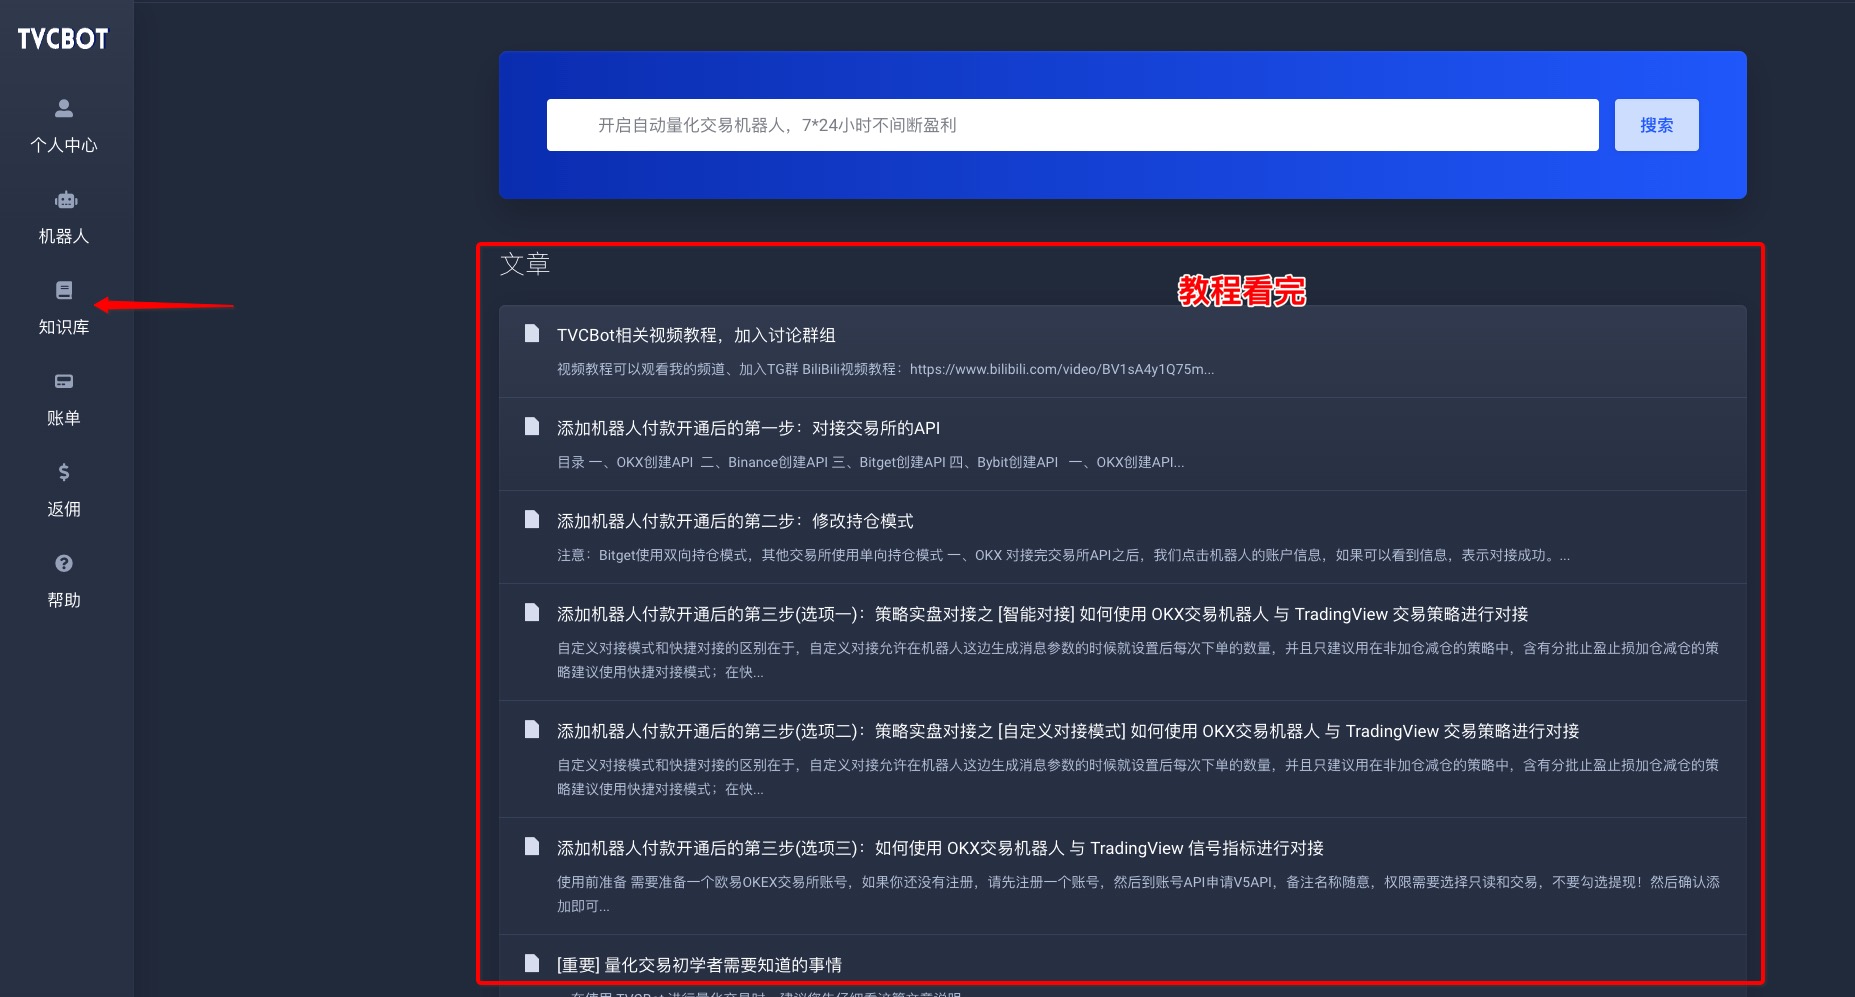 TVCBOT
个人中心
机器人
知识库
账单
返佣
帮助
开启自动量化交易机器人，7*24小时不间断盈利
搜索
文章
教程看完
TVCBot相关视频教程，加入讨论群组
视频教程可以观看我的频道、加入TG群 BiliBili视频教程：https://www.bilibili.com/video/BV1sA4y1Q75m...
添加机器人付款开通后的第一步：对接交易所的API
目录 一、OKX创建API  二、Binance创建API 三、Bitget创建API 四、Bybit创建API   一、OKX创建API...
添加机器人付款开通后的第二步：修改持仓模式
注意：Bitget使用双向持仓模式，其他交易所使用单向持仓模式 一、OKX 对接完交易所API之后，我们点击机器人的账户信息，如果可以看到信息，表示对接成功。...
添加机器人付款开通后的第三步(选项一)：策略实盘对接之 [智能对接] 如何使用 OKX交易机器人 与 TradingView 交易策略进行对接
自定义对接模式和快捷对接的区别在于，自定义对接允许在机器人这边生成消息参数的时候就设置后每次下单的数量，并且只建议用在非加仓减仓的策略中，含有分批止盈止损加仓减仓的策
略建议使用快捷对接模式；在快...
添加机器人付款开通后的第三步(选项二)：策略实盘对接之 [自定义对接模式] 如何使用 OKX交易机器人 与 TradingView 交易策略进行对接
自定义对接模式和快捷对接的区别在于，自定义对接允许在机器人这边生成消息参数的时候就设置后每次下单的数量，并且只建议用在非加仓减仓的策略中，含有分批止盈止损加仓减仓的策
略建议使用快捷对接模式；在快...
添加机器人付款开通后的第三步(选项三)：如何使用 OKX交易机器人 与 TradingView 信号指标进行对接
使用前准备 需要准备一个欧易OKEX交易所账号，如果你还没有注册，请先注册一个账号，然后到账号API申请V5API，备注名称随意，权限需要选择只读和交易，不要勾选提现！然后确认添
加即可...
[重要] 量化交易初学者需要知道的事情